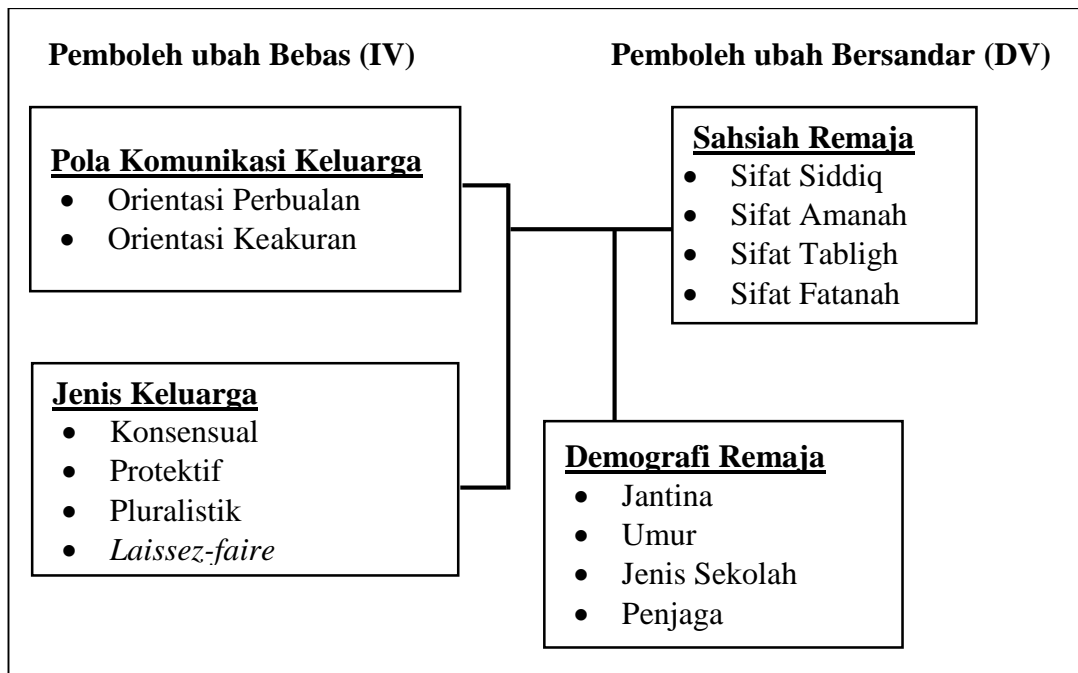 Pemboleh ubah Bebas (IV)
Pemboleh ubah Bersandar (DV)
Pola Komunikasi Keluarga
• Orientasi Perbualan
• Orientasi Keakuran
Sahsiah Remaja
• Sifat Siddiq
• Sifat Amanah
• Sifat Tabligh
• Sifat Fatanah
Jenis Keluarga
• Konsensual
• Protektif
• Pluralistik
• Laissez-faire
Demografi Remaja
• Jantina
• Umur
• Jenis Sekolah
• Penjaga